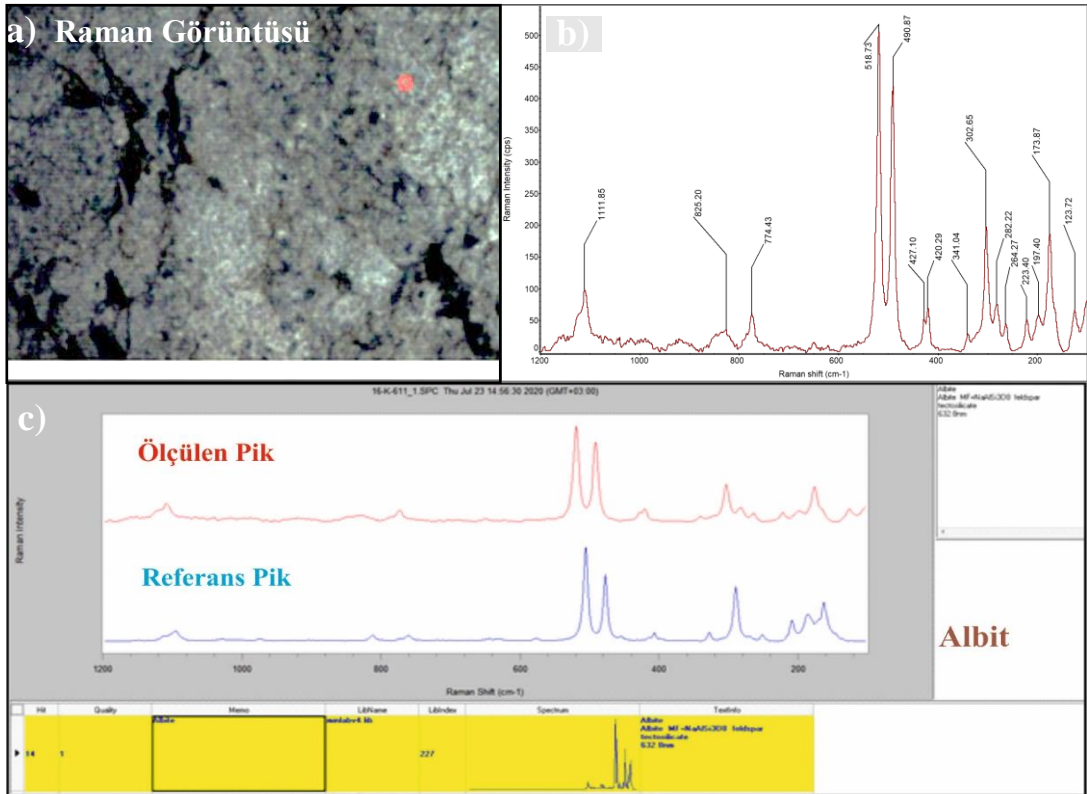 a) Raman Görüntüsü
b)
Raman Intensity (cps)
500
450
400
350
300
250
200
150
100
50
0
1111.85
825.20
774.43
518.73
490.87
427.10
420.29
341.04
302.65
282.22
264.27
223.40
197.40
173.87
123.72
1200
1000
800
600
400
200
Raman shift (cm-1)
c)
16-K-611_1.SPC Thu Jul 23 14:56:30 2020 (GMT+03:00)
Raman Intensity
Ölçülen Pik
Referans Pik
1200
1000
800
600
400
200
Raman Shift (cm-1)
Albite
Albite MF=NaAlSi3O8 feldspar
tectosilicate
632.8nm
Albit
Hit Quality Memo LibName LibIndex Spectrum TextInfo
14 1 Albite minlabv4.lib 227
Albite
Albite MF=NaAlSi3O8 feldspar
tectosilicate
632.8nm